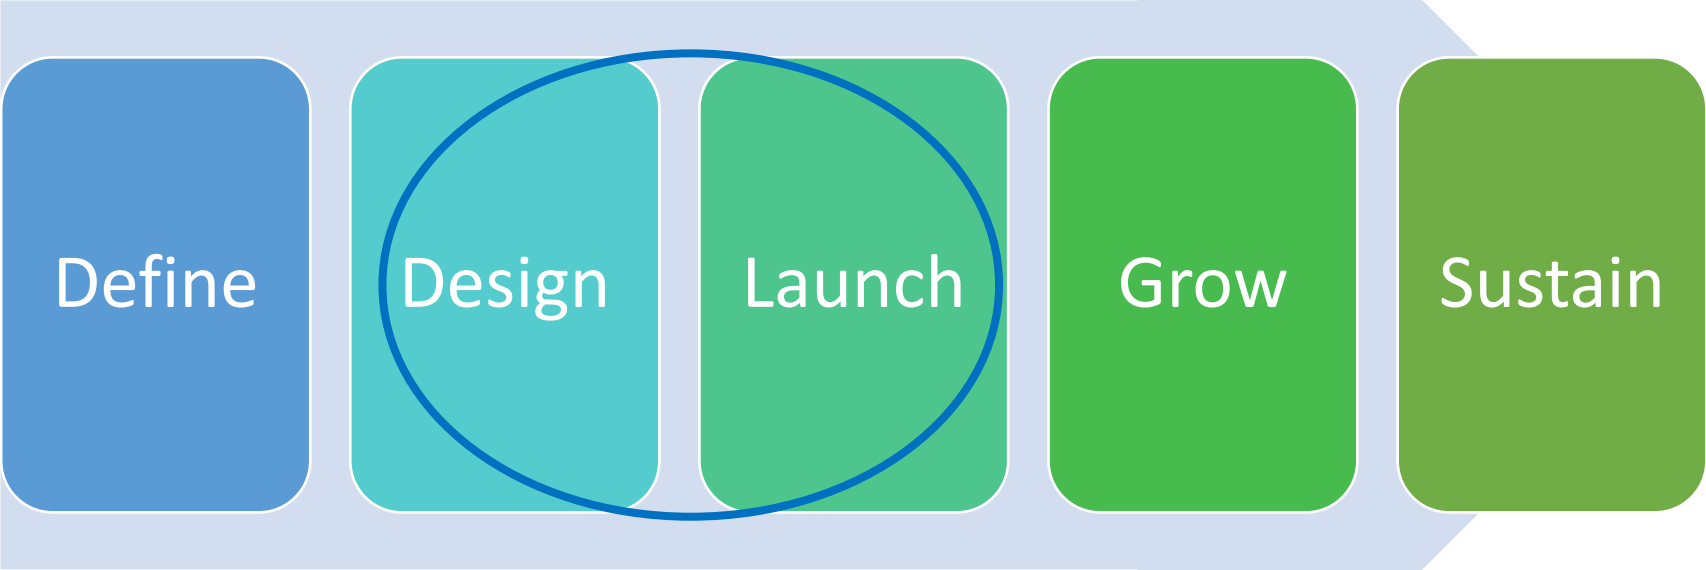 Define
Design
Launch
Grow
Sustain